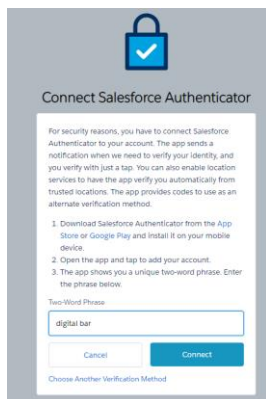 Connect Salesforce Authenticator
For security reasons, you have to connect Salesforce
Authenticator to your account. The app sends a
notification when we need to verify your identity, and
you verify with just a tap. You can also enable location
services to have the app verify you automatically from
trusted locations. The app provides codes to use as an
alternate verification method.
1. Download Salesforce Authenticator from the App
Store or Google Play and install it on your mobile
device.
2. Open the app and tap to add your account.
3. The app shows you a unique two-word phrase. Enter
the phrase below.
Two-Word Phrase
digital bar
Cancel Connect
Choose Another Verification Method